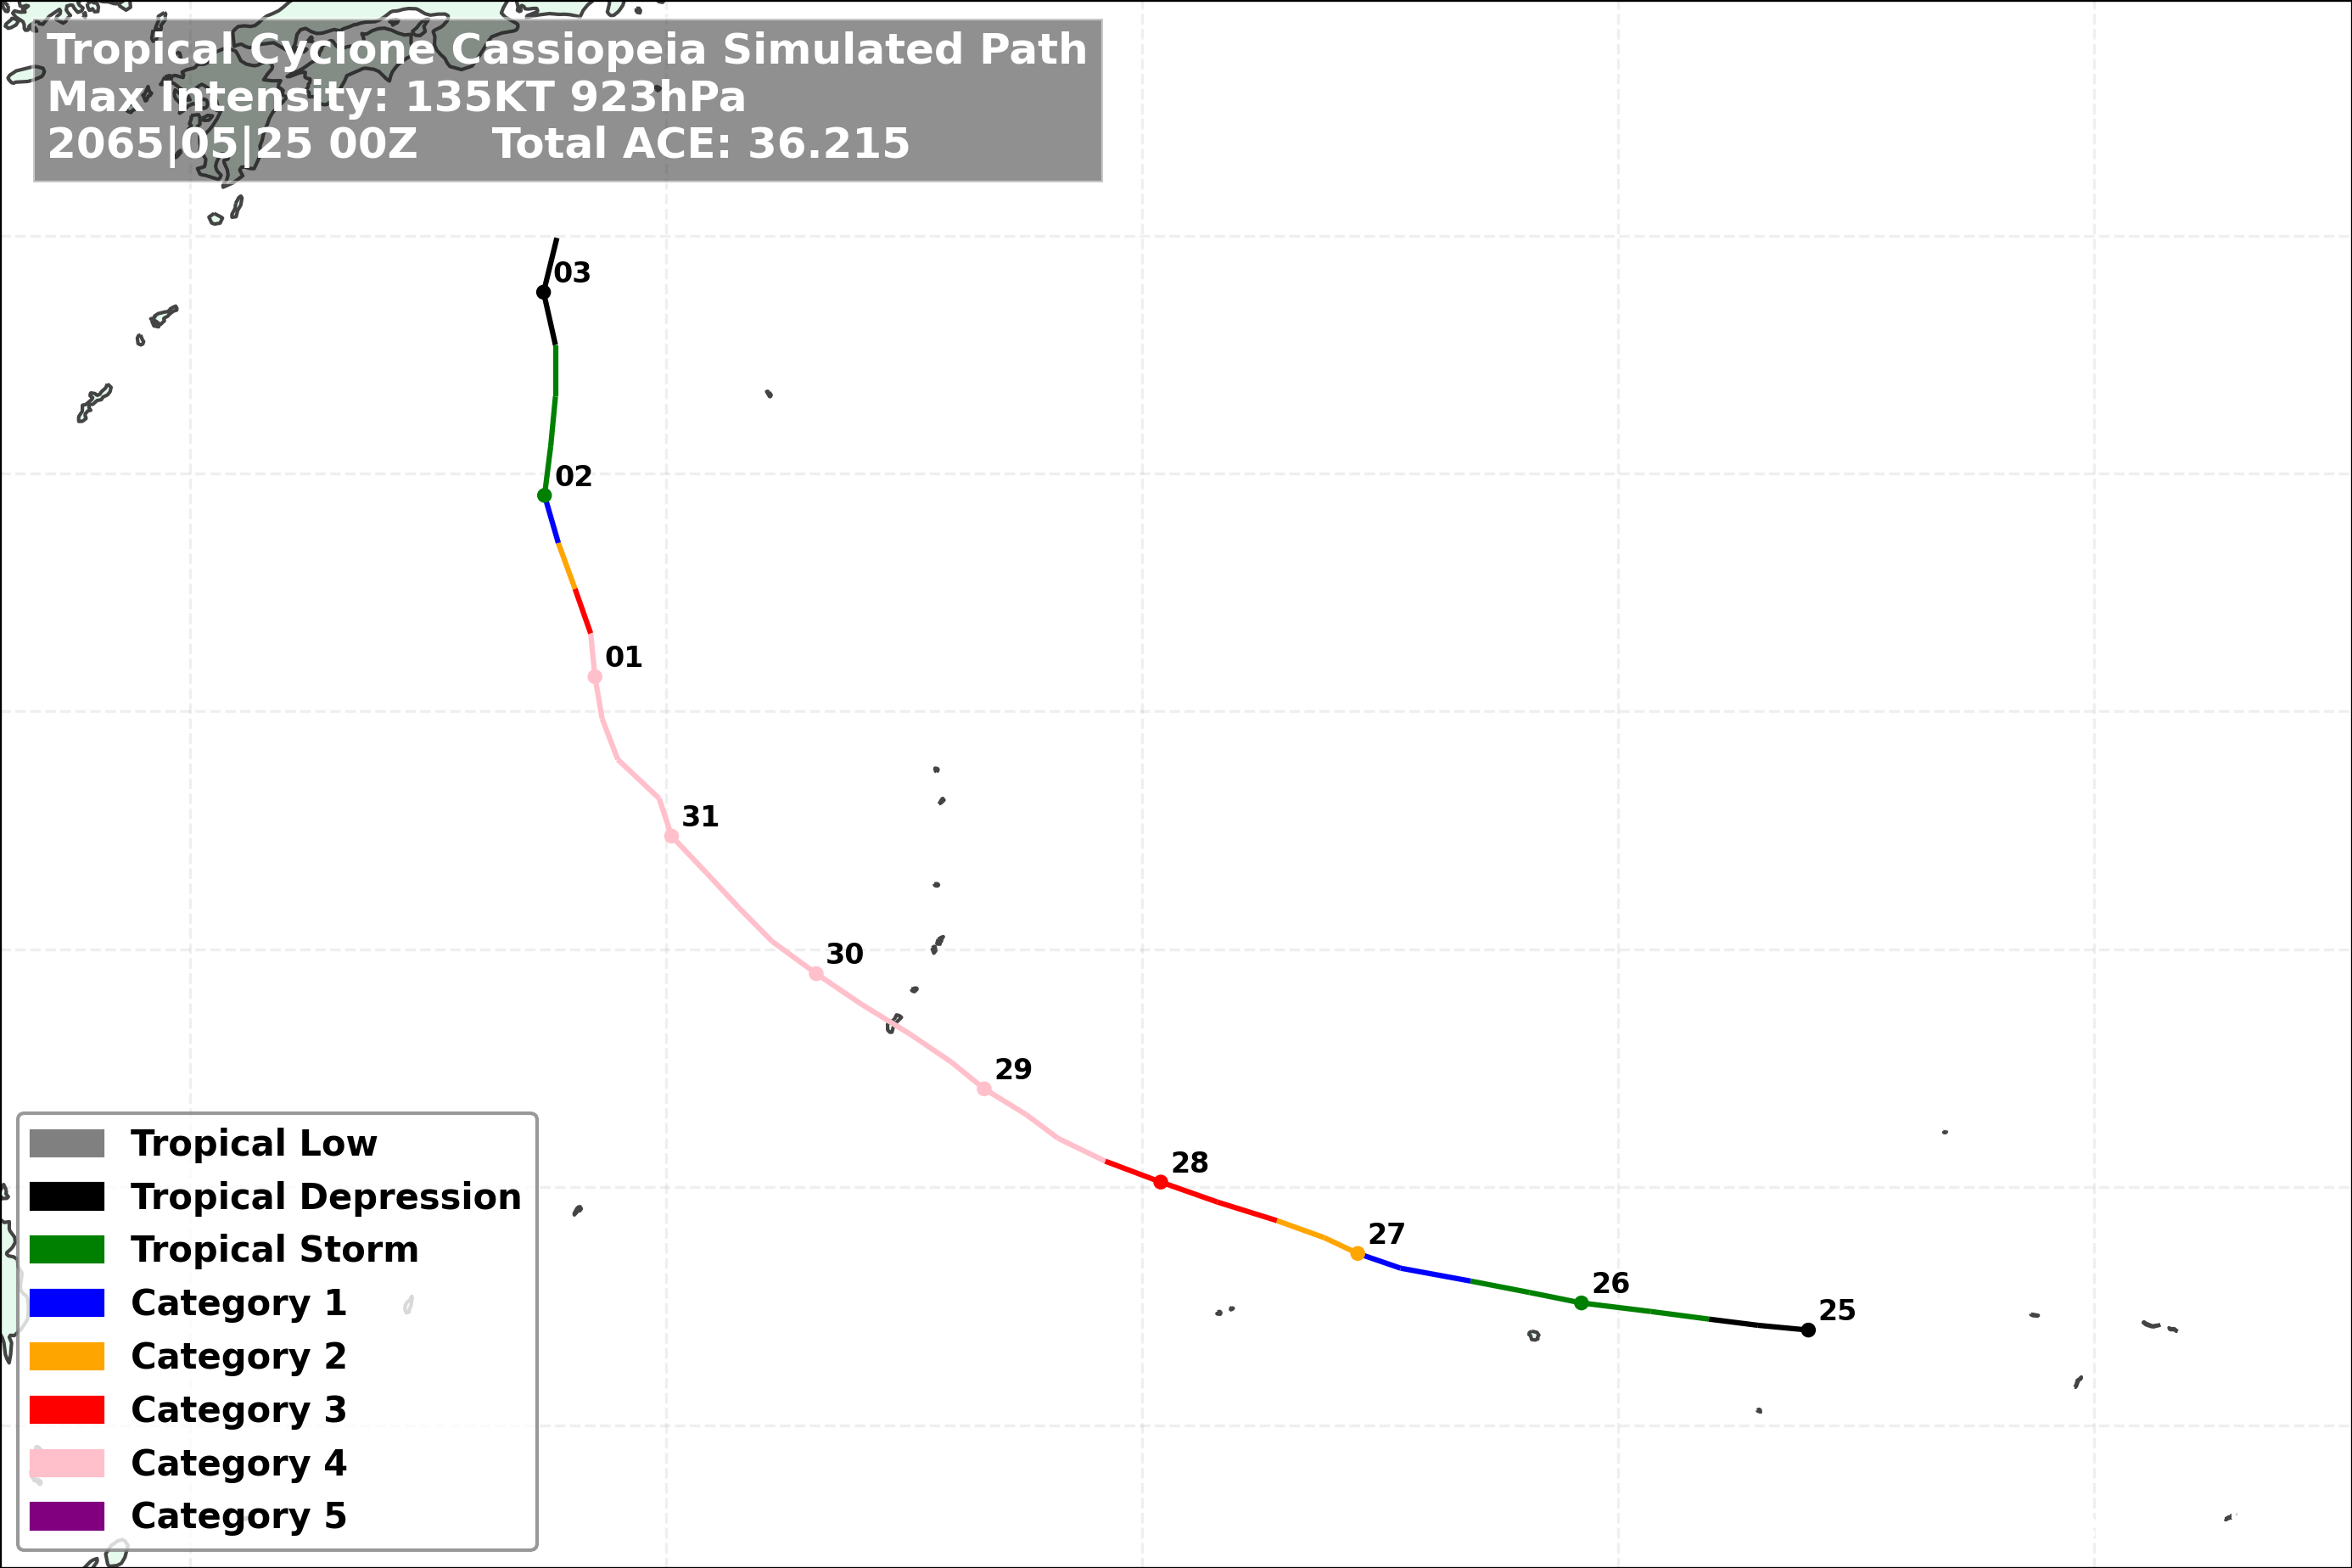 Tropical Cyclone Cassiopeia Simulated Path
Max Intensity: 135KT 923hPa
2065|05|25 00Z Total ACE: 36.215
03
02
01
31
30
29
28
27
26
25
Tropical Low
Tropical Depression
Tropical Storm
Category 1
Category 2
Category 3
Category 4
Category 5